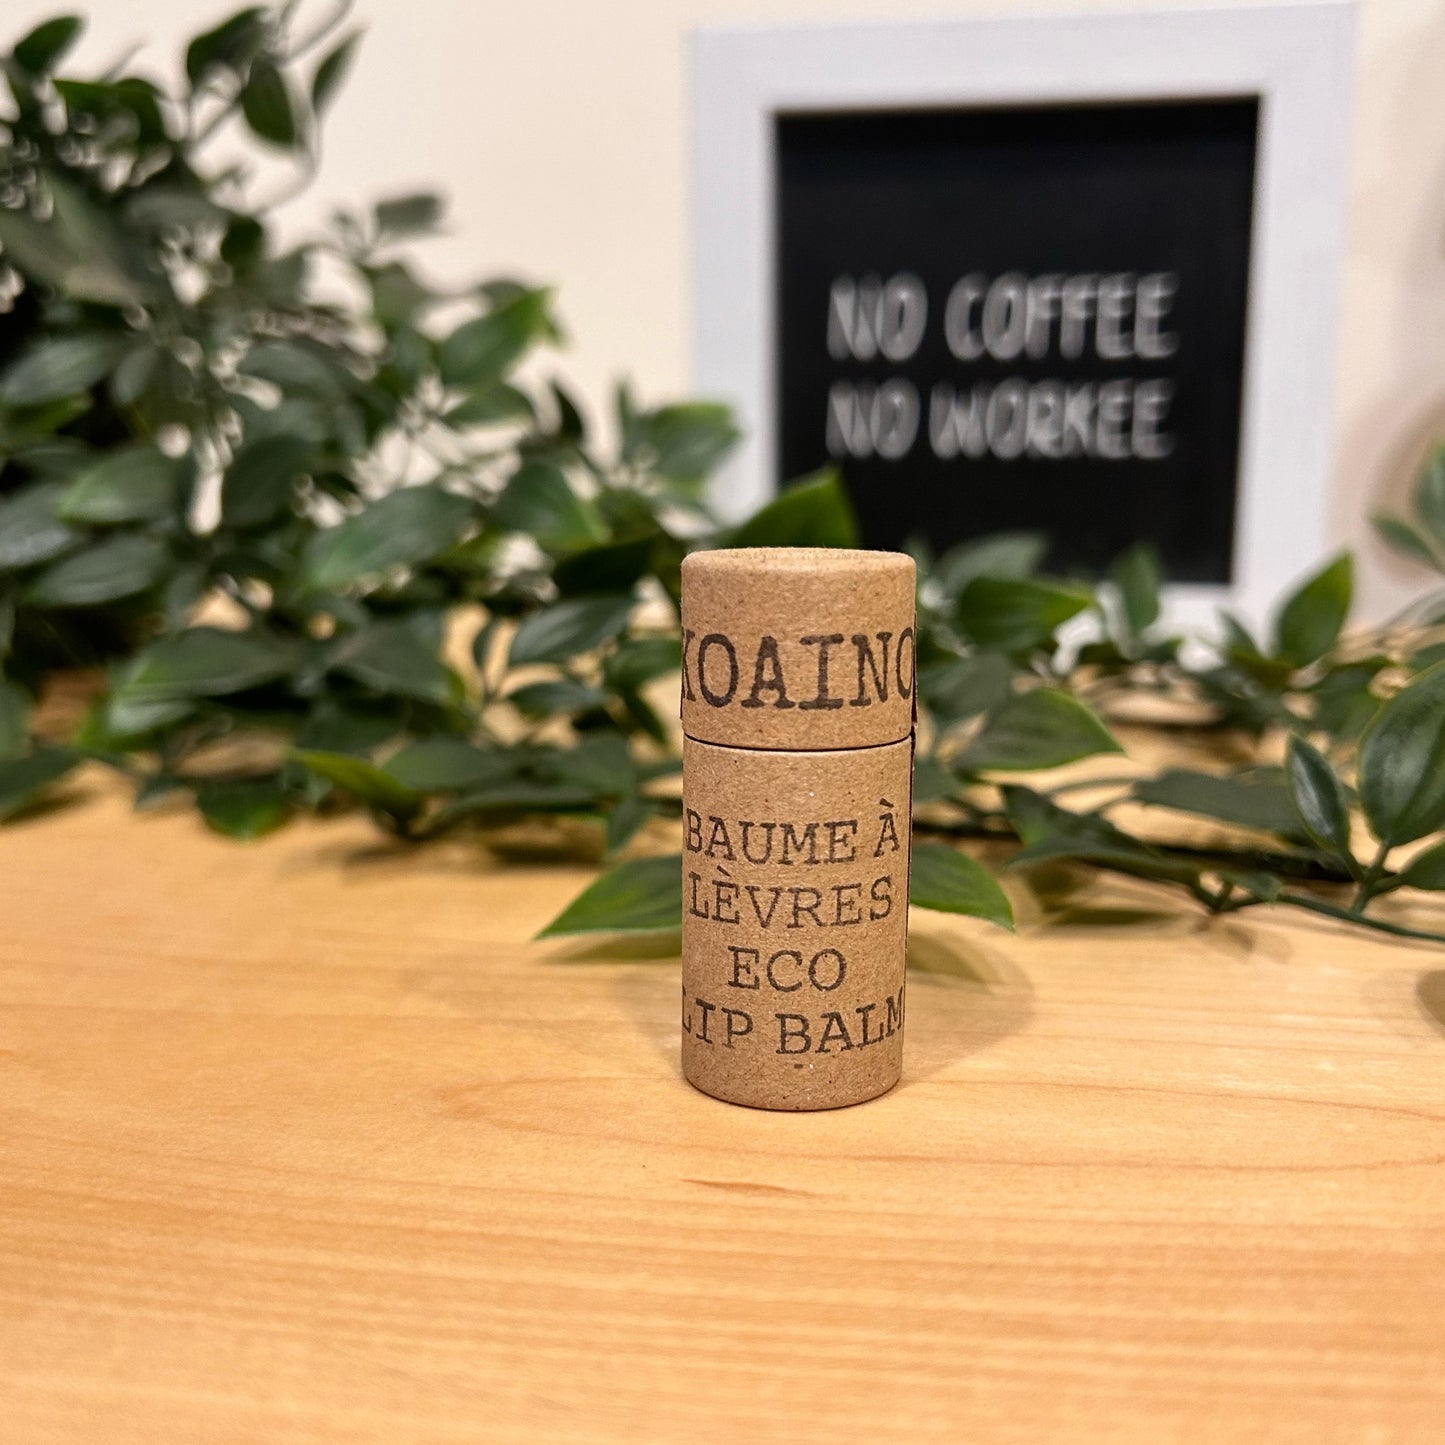 NO COFFEE
NO WORKEE
KOAINO
BAUME À
LÈVRES
ECO
LIP BALM